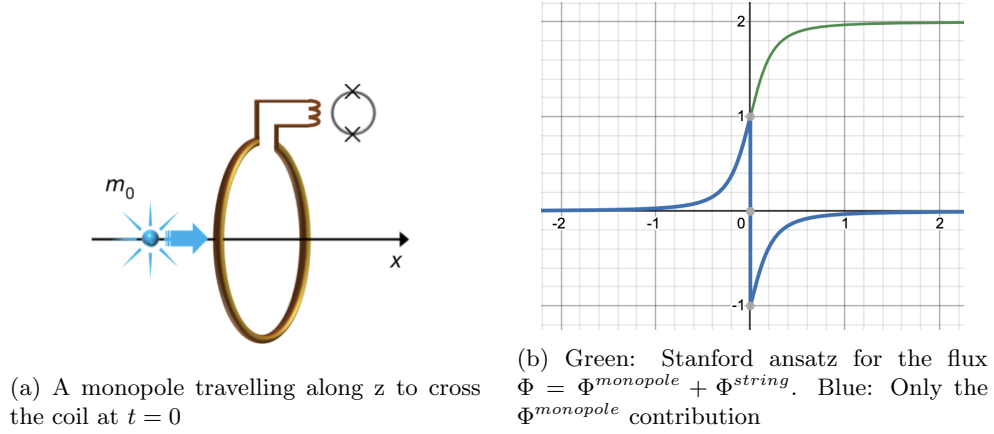 m₀
x
2
1
-2
-1
0
1
2
-1
(a) A monopole travelling along z to cross
the coil at t = 0
(b) Green: Stanford ansatz for the flux
Φ = Φ^monopole + Φ^string. Blue: Only the
Φ^monopole contribution